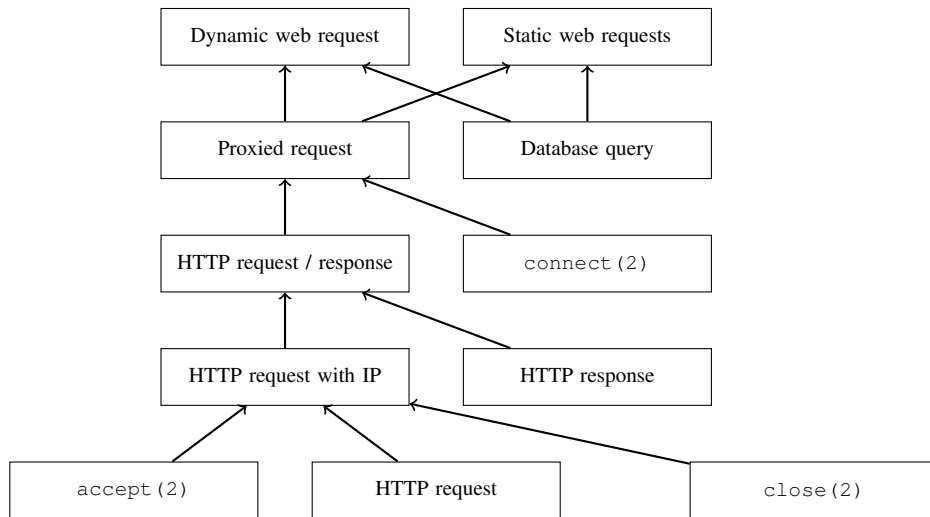 Dynamic web request
Static web requests
Proxied request
Database query
HTTP request / response
connect(2)
HTTP request with IP
HTTP response
accept(2)
HTTP request
close(2)